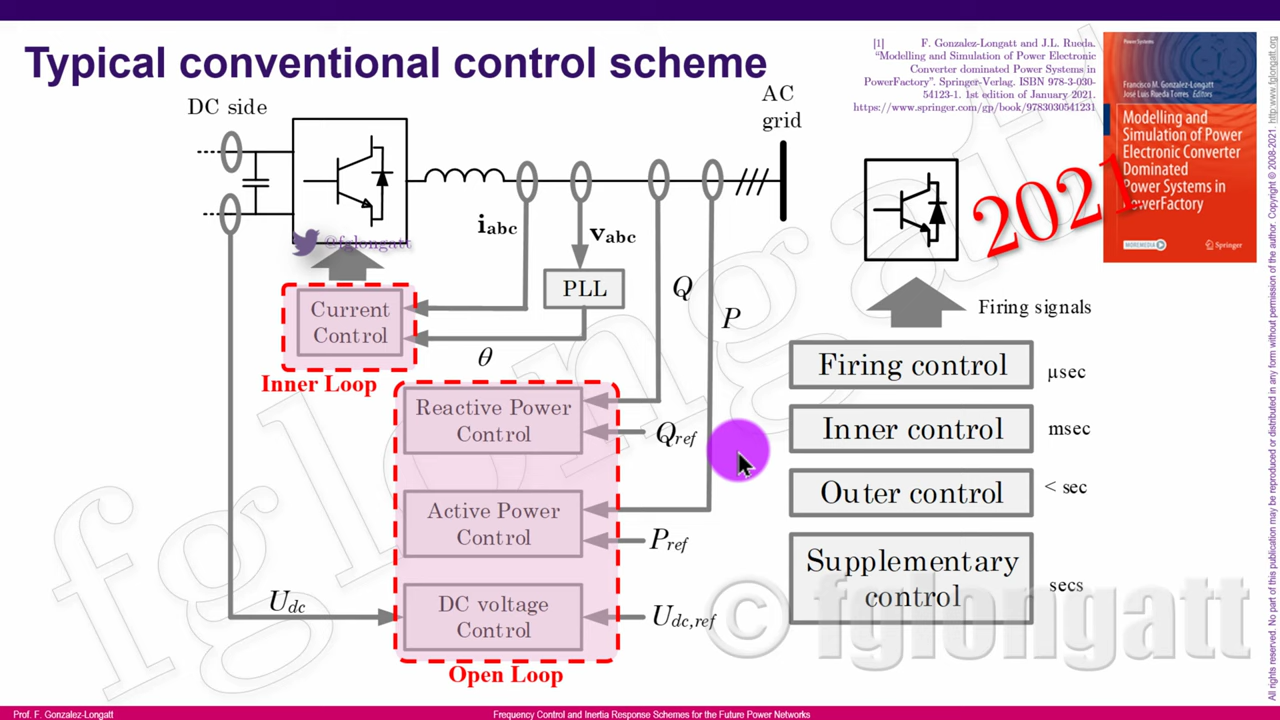 Typical conventional control scheme
[1] F. Gonzalez-Longatt and J.L. Rueda.
"Modelling and Simulation of Power Electronic
Converter dominated Power Systems in
PowerFactory". Springer-Verlag. ISBN 978-3-030-
54123-1. 1st edition of January 2021.
https://www.springer.com/gp/book/9783030541231
Power Systems
Francisco M. Gonzalez-Longatt
José Luis Rueda Torres Editors
Modelling and
Simulation of Power
Electronic Converter
Dominated
Power Systems in
PowerFactory
MOREMEDIA
Springer
2021
DC side
AC
grid
@fglongatt
i abc
v abc
PLL
Q
P
θ
Current
Control
Inner Loop
Reactive Power
Control
Qref
Active Power
Control
Pref
DC voltage
Control
Udc
Udc,ref
Open Loop
Firing signals
Firing control
µsec
Inner control
msec
Outer control
< sec
Supplementary
control
secs
fglongatt
© fglongatt
All rights reserved. No part of this publication may be reproduced or distributed in any form without permission of the author. Copyright © 2008-2021. http:www.fglongatt.org
Prof. F. Gonzalez-Longatt
Frequency Control and Inertia Response Schemes for the Future Power Networks